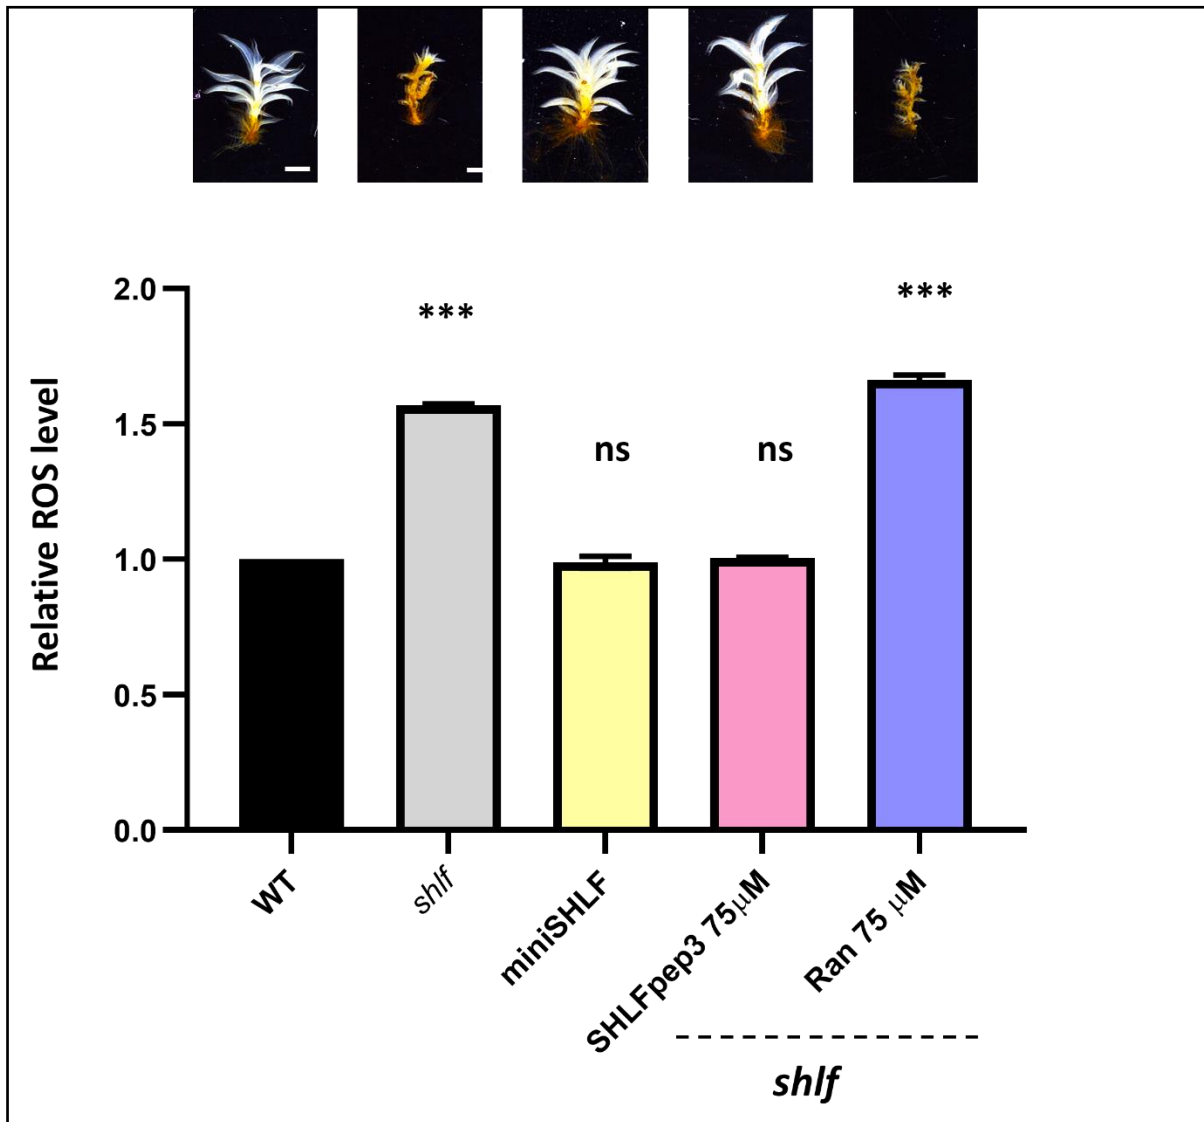 2.0
1.5
1.0
0.5
0.0
Relative ROS level
***
ns
ns
***
WT
shlf
miniSHLF
SHLFpep3 75μM
Ran 75 μM
shlf